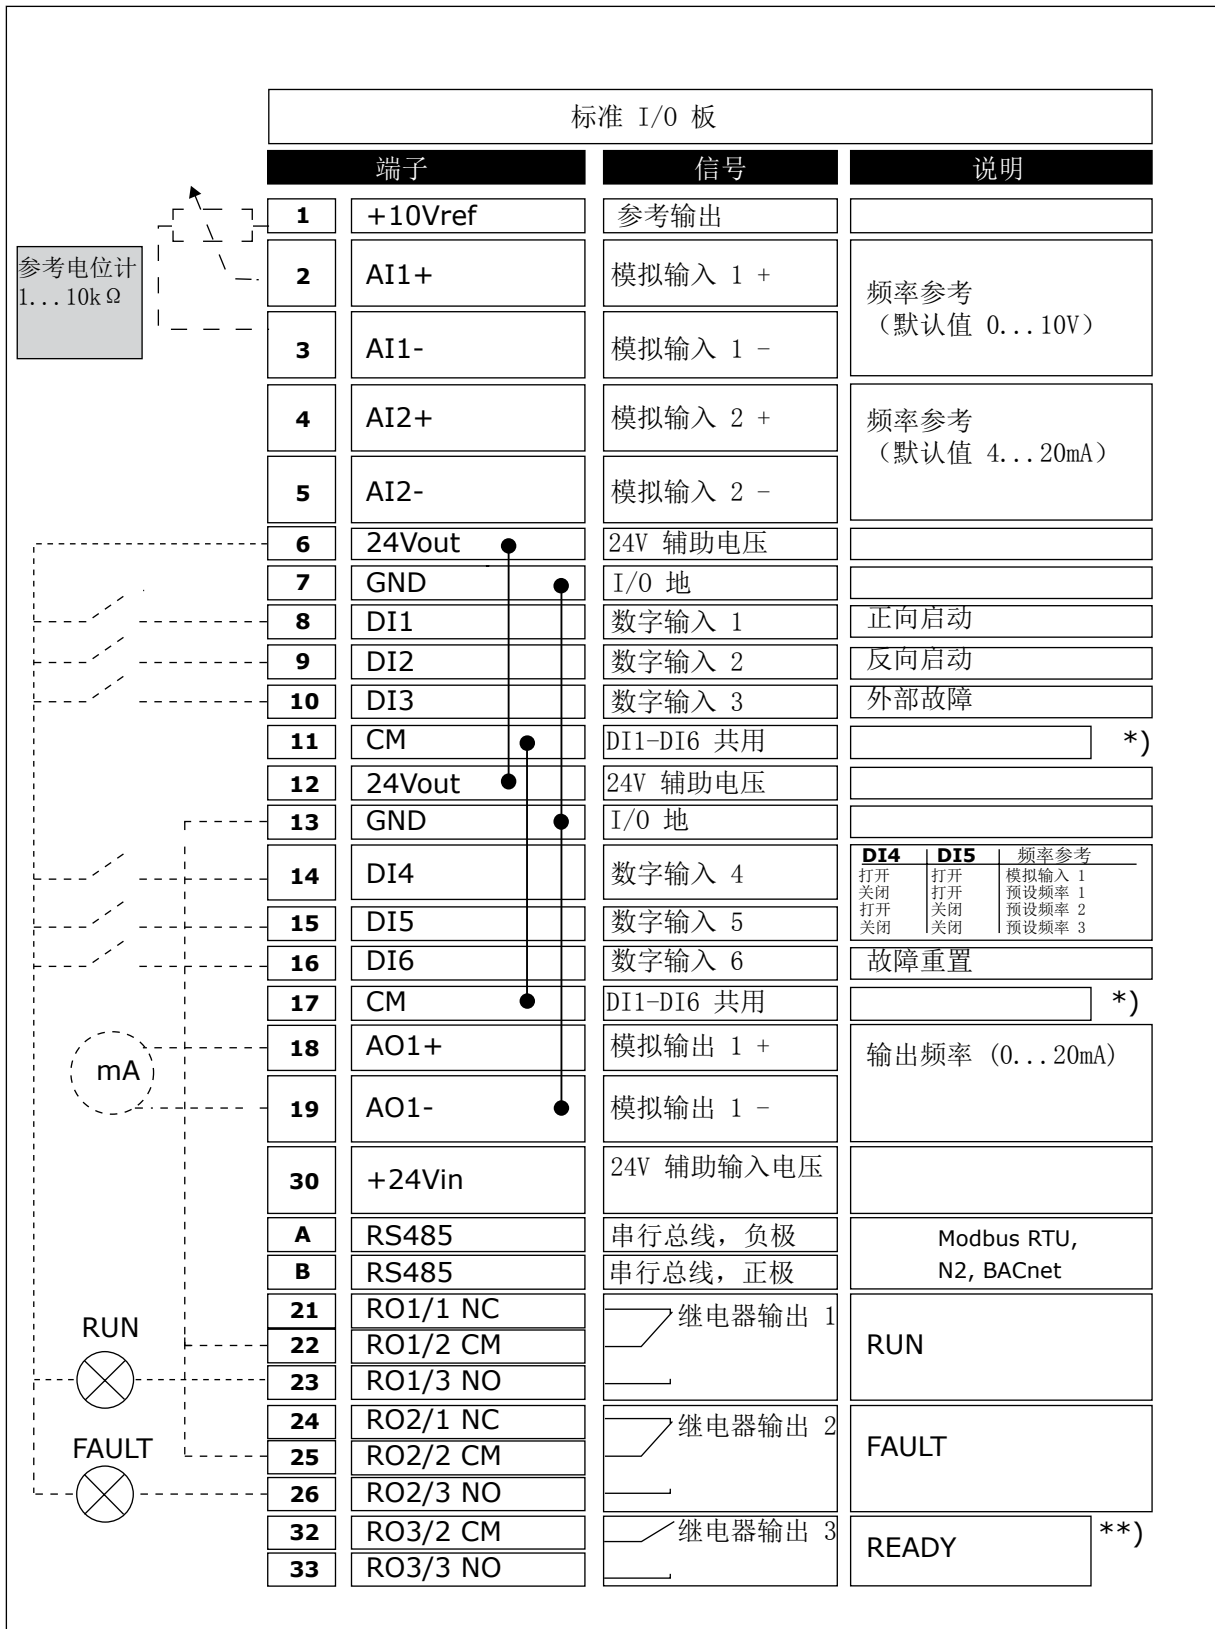 标准 I/O 板
端子 信号 说明
1 +10Vref 参考输出
参考电位计
1...10kΩ
2 AI1+ 模拟输入 1 +
频率参考
（默认值 0...10V）
3 AI1- 模拟输入 1 -
4 AI2+ 模拟输入 2 +
频率参考
（默认值 4...20mA）
5 AI2- 模拟输入 2 -
6 24Vout 24V 辅助电压
7 GND I/O 地
8 DI1 数字输入 1 正向启动
9 DI2 数字输入 2 反向启动
10 DI3 数字输入 3 外部故障
11 CM DI1-DI6 共用 *)
12 24Vout 24V 辅助电压
13 GND I/O 地
14 DI4 数字输入 4
DI4 DI5 频率参考
打开 打开 模拟输入 1
关闭 打开 预设频率 1
打开 关闭 预设频率 2
关闭 关闭 预设频率 3
15 DI5 数字输入 5
16 DI6 数字输入 6 故障重置
17 CM DI1-DI6 共用 *)
18 AO1+ 模拟输出 1 +
输出频率 (0...20mA)
mA
19 AO1- 模拟输出 1 -
30 +24Vin 24V 辅助输入电压
A RS485 串行总线，负极
B RS485 串行总线，正极
Modbus RTU,
N2, BACnet
21 RO1/1 NC 继电器输出 1
RUN
22 RO1/2 CM RUN
23 RO1/3 NO
24 RO2/1 NC 继电器输出 2
FAULT
25 RO2/2 CM FAULT
26 RO2/3 NO
32 RO3/2 CM 继电器输出 3 READY **)
33 RO3/3 NO